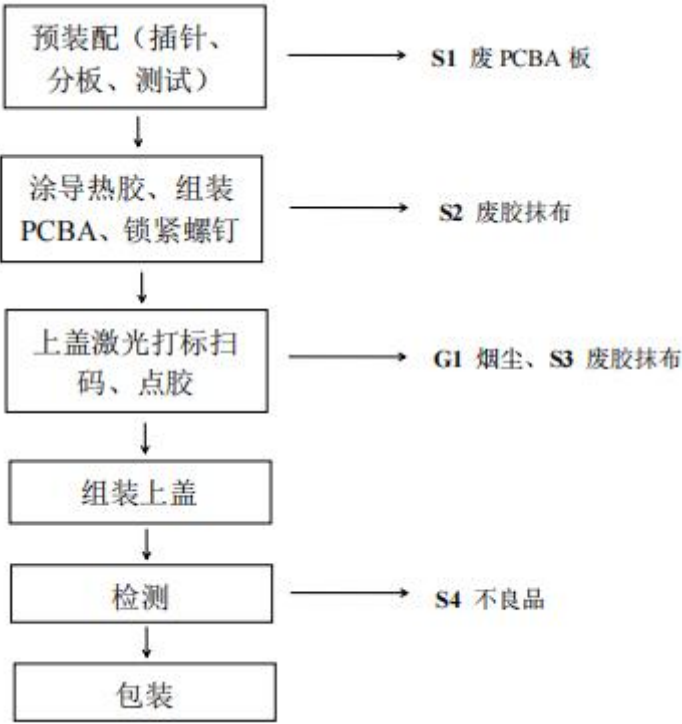 预装配（插针、
分板、测试）
S1 废 PCBA 板
涂导热胶、组装
PCBA、锁紧螺钉
S2 废胶抹布
上盖激光打标扫
码、点胶
G1 烟尘、S3 废胶抹布
组装上盖
检测
S4 不良品
包装